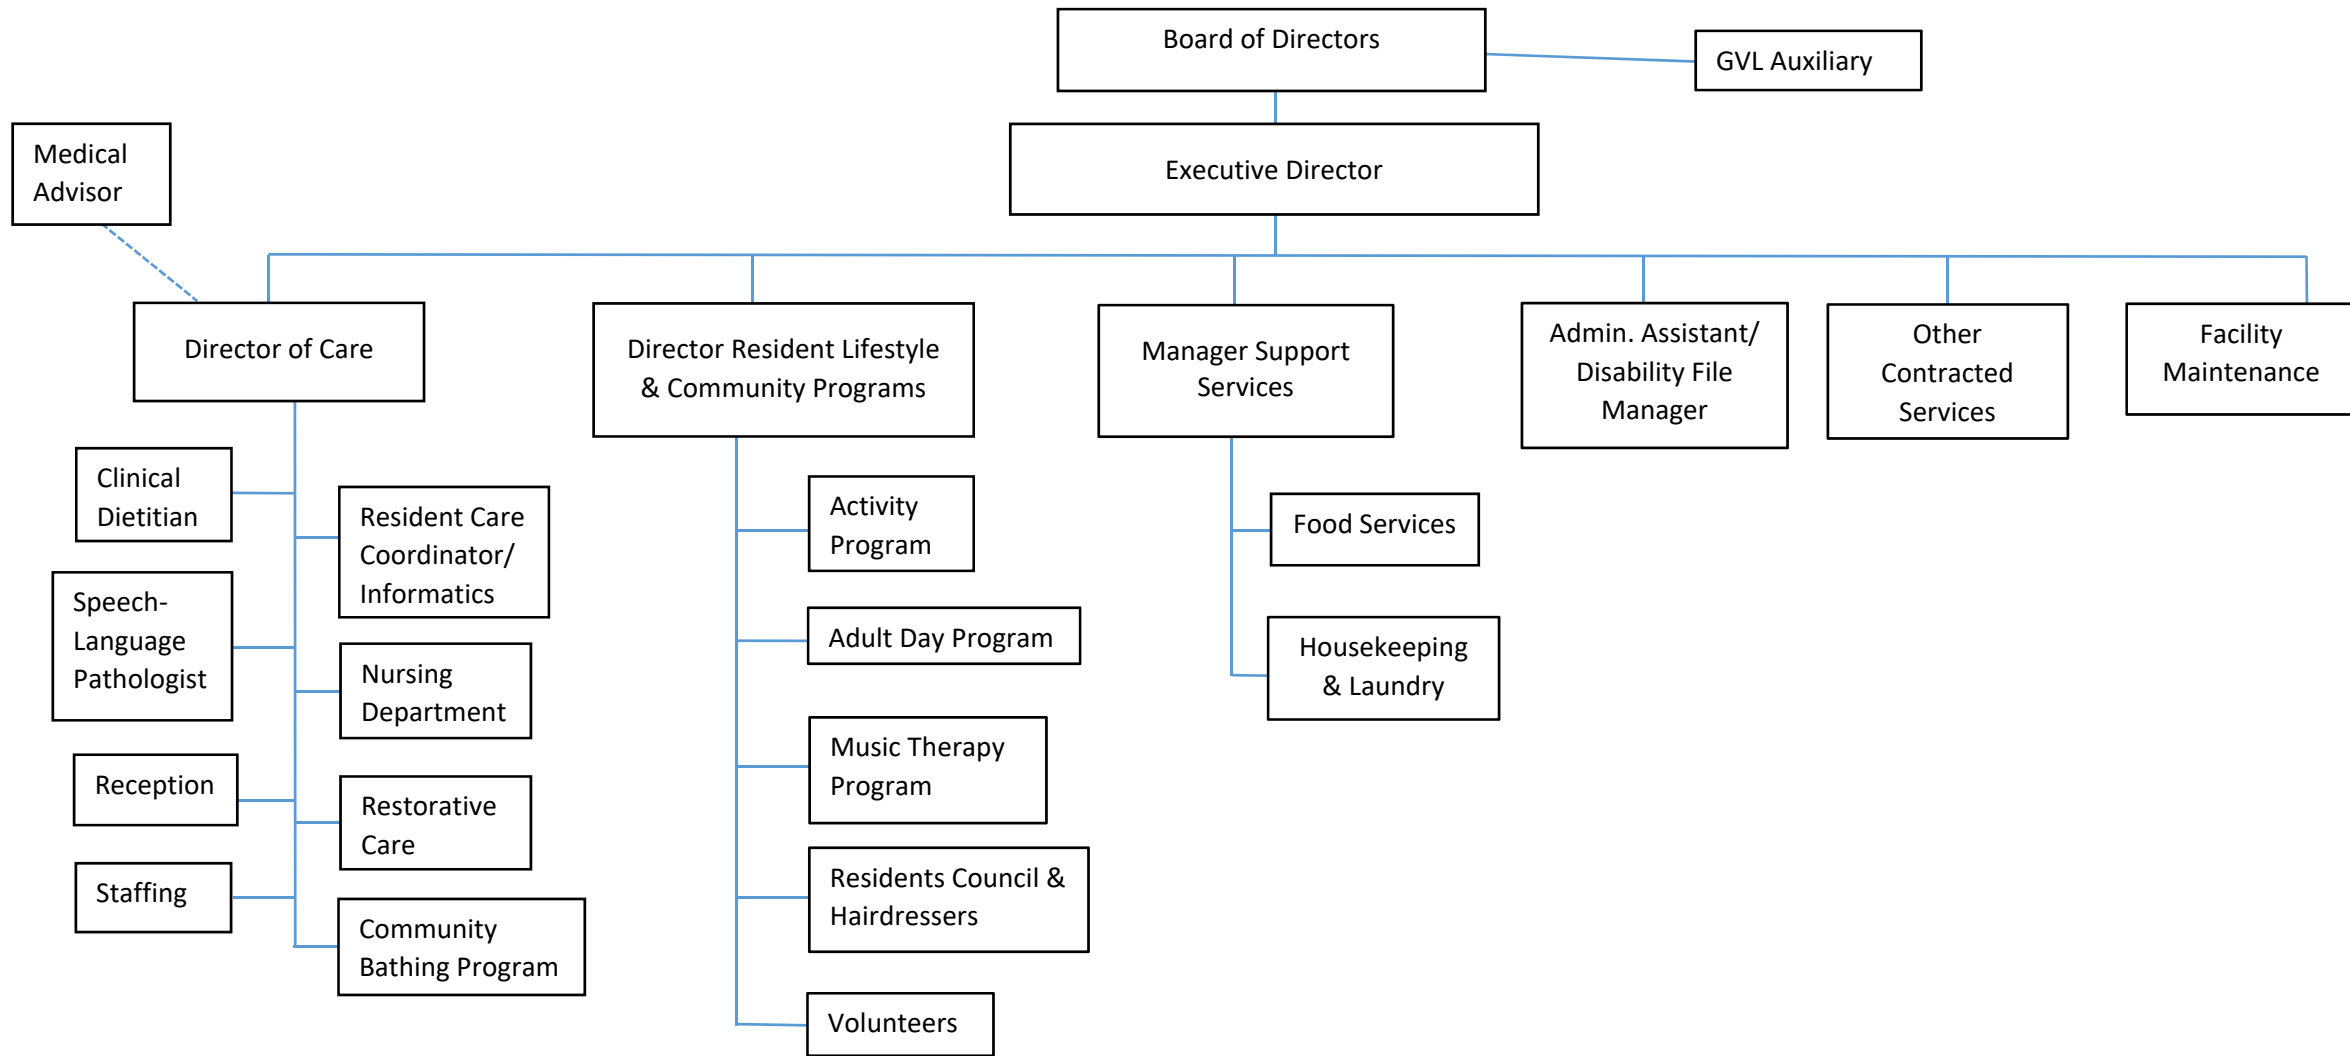 Board of Directors
GVL Auxiliary
Medical
Advisor
Executive Director
Director of Care
Director Resident Lifestyle
& Community Programs
Manager Support
Services
Admin. Assistant/
Disability File
Manager
Other
Contracted
Services
Facility
Maintenance
Clinical
Dietitian
Resident Care
Coordinator/
Informatics
Speech-
Language
Pathologist
Nursing
Department
Reception
Restorative
Care
Staffing
Community
Bathing Program
Activity
Program
Adult Day Program
Music Therapy
Program
Residents Council &
Hairdressers
Volunteers
Food Services
Housekeeping
& Laundry